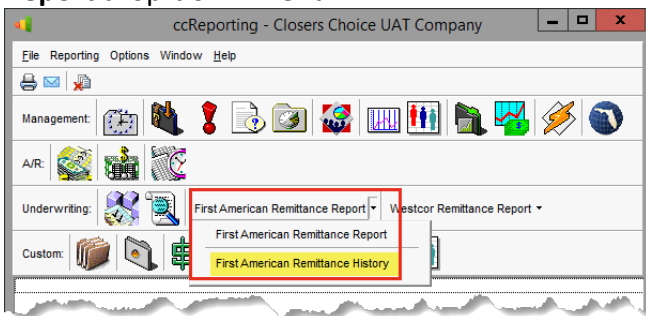 ccReporting - Closers Choice UAT Company
File Reporting Options Window Help
Management:
A/R:
Underwriting: First American Remittance Report Westcor Remittance Report
First American Remittance Report
Custom:
First American Remittance History